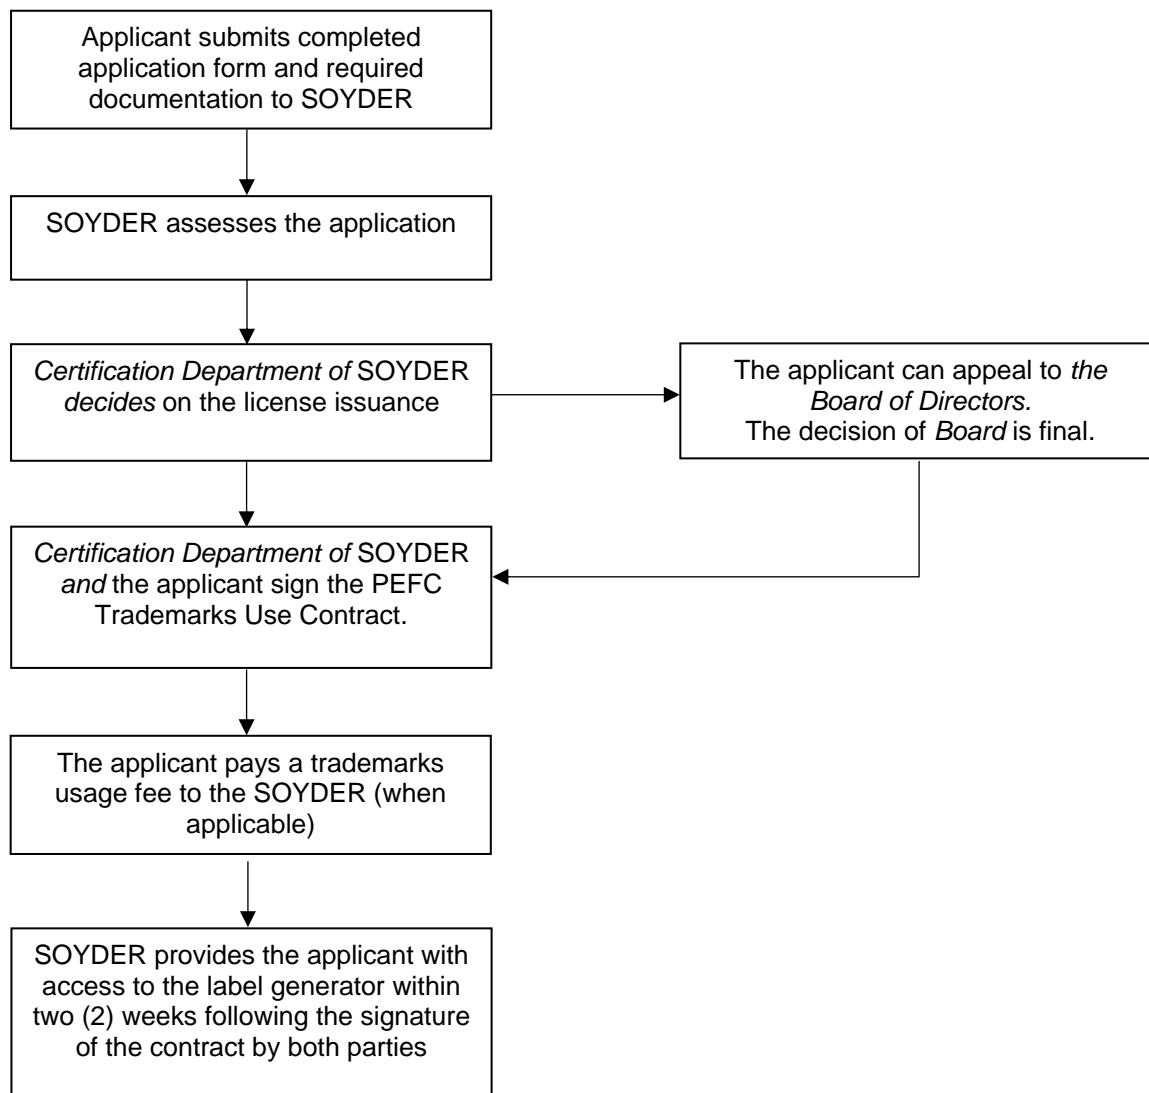 Applicant submits completed
application form and required
documentation to SOYDER
SOYDER assesses the application
Certification Department of SOYDER
decides on the license issuance
The applicant can appeal to the
Board of Directors.
The decision of Board is final.
Certification Department of SOYDER
and the applicant sign the PEFC
Trademarks Use Contract.
The applicant pays a trademarks
usage fee to the SOYDER (when
applicable)
SOYDER provides the applicant with
access to the label generator within
two (2) weeks following the signature
of the contract by both parties